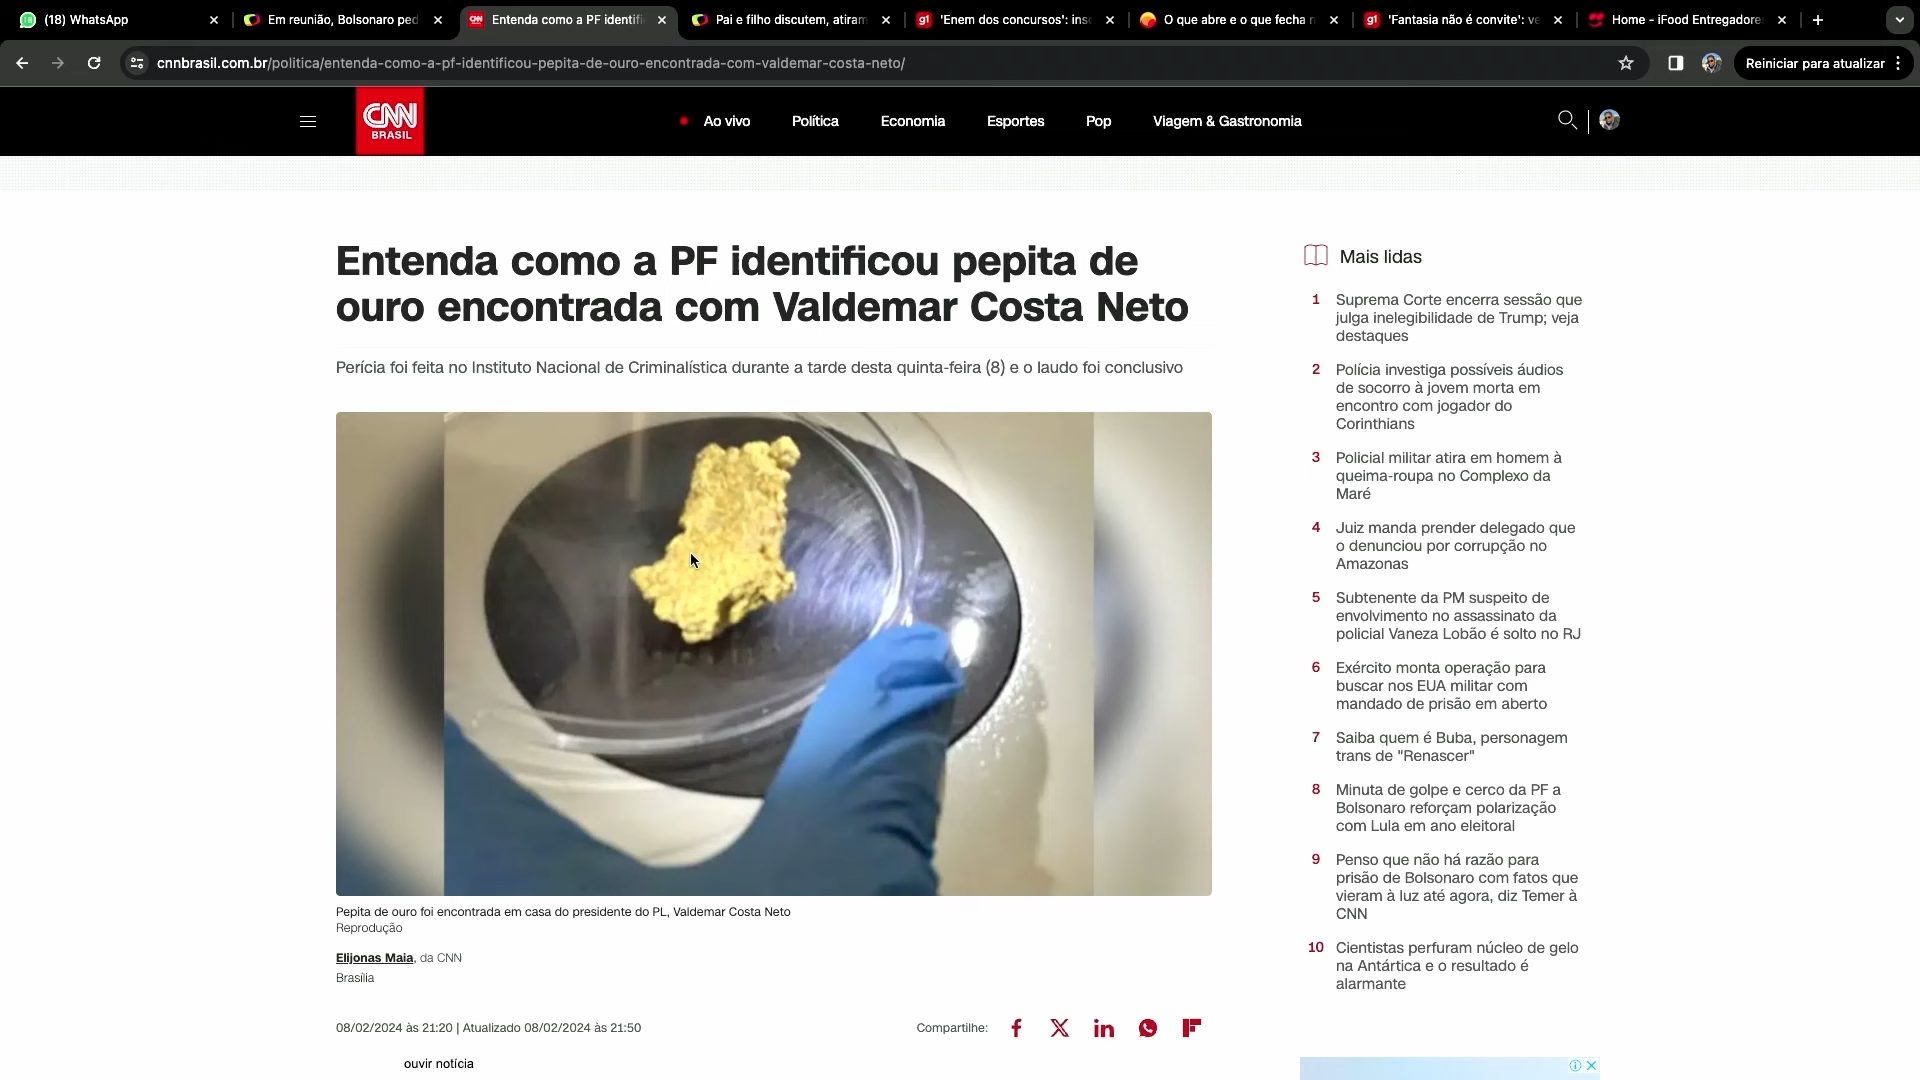 (18) WhatsApp
Em reunião, Bolsonaro ped
Entenda como a PF identifi
Pai e filho discutem, atiram
'Enem dos concursos': insc
O que abre e o que fecha n
'Fantasia não é convite': ve
Home - iFood Entregadore
cnnbrasil.com.br/politica/entenda-como-a-pf-identificou-pepita-de-ouro-encontrada-com-valdemar-costa-neto/
Reiniciar para atualizar
CNN
BRASIL
Ao vivo
Política
Economia
Esportes
Pop
Viagem & Gastronomia
Entenda como a PF identificou pepita de
ouro encontrada com Valdemar Costa Neto
Perícia foi feita no Instituto Nacional de Criminalística durante a tarde desta quinta-feira (8) e o laudo foi conclusivo
Pepita de ouro foi encontrada em casa do presidente do PL, Valdemar Costa Neto
Reprodução
Elijonas Maia, da CNN
Brasília
08/02/2024 às 21:20 | Atualizado 08/02/2024 às 21:50
Compartilhe:
ouvir notícia
Mais lidas
1 Suprema Corte encerra sessão que
julga inelegibilidade de Trump; veja
destaques
2 Polícia investiga possíveis áudios
de socorro à jovem morta em
encontro com jogador do
Corinthians
3 Policial militar atira em homem à
queima-roupa no Complexo da
Maré
4 Juiz manda prender delegado que
o denunciou por corrupção no
Amazonas
5 Subtenente da PM suspeito de
envolvimento no assassinato da
policial Vaneza Lobão é solto no RJ
6 Exército monta operação para
buscar nos EUA militar com
mandado de prisão em aberto
7 Saiba quem é Buba, personagem
trans de "Renascer"
8 Minuta de golpe e cerco da PF a
Bolsonaro reforçam polarização
com Lula em ano eleitoral
9 Penso que não há razão para
prisão de Bolsonaro com fatos que
vieram à luz até agora, diz Temer à
CNN
10 Cientistas perfuram núcleo de gelo
na Antártica e o resultado é
alarmante